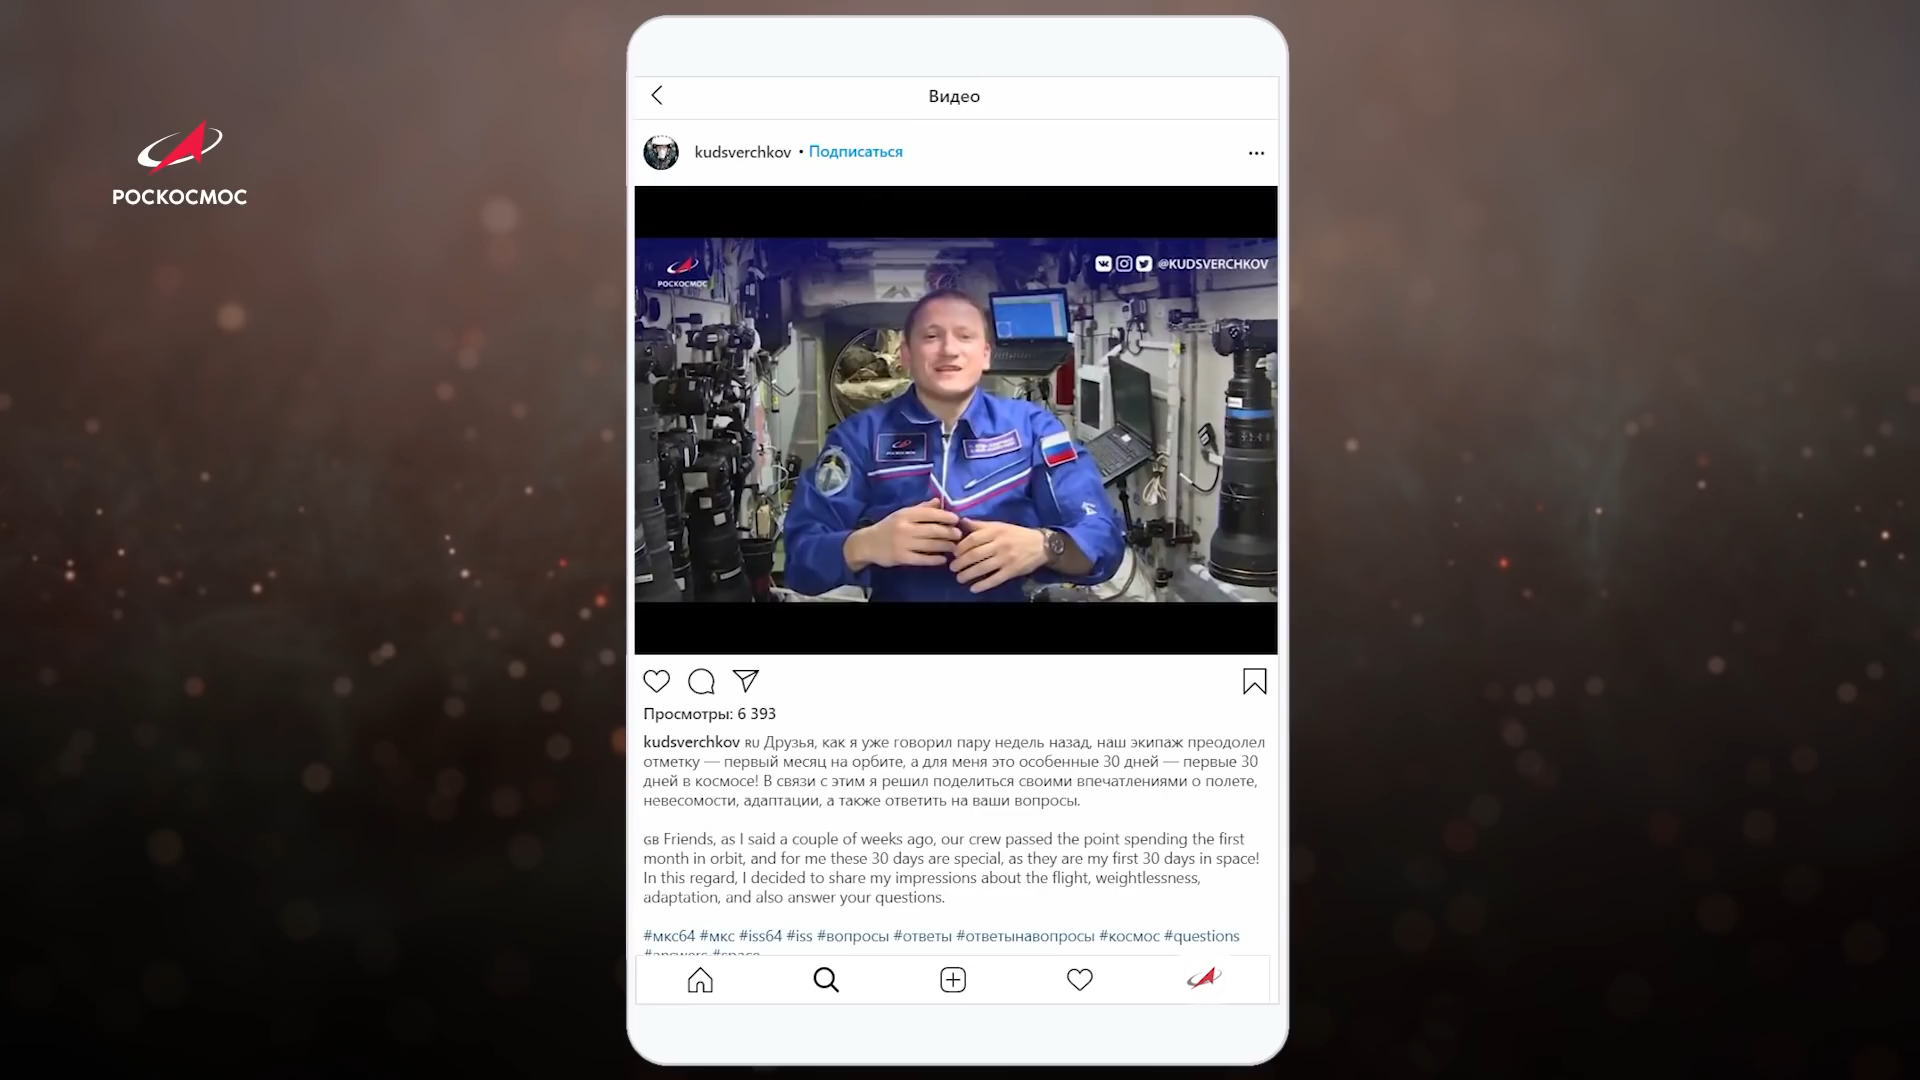 РОСКОСМОС
Видео
kudsverchkov • Подписаться
РОСКОСМОС
@KUDSVERCHKOV
РОСКОСМОС
Просмотры: 6 393
kudsverchkov RU Друзья, как я уже говорил пару недель назад, наш экипаж преодолел
отметку — первый месяц на орбите, а для меня это особенные 30 дней — первые 30
дней в космосе! В связи с этим я решил поделиться своими впечатлениями о полете,
невесомости, адаптации, а также ответить на ваши вопросы.
GB Friends, as I said a couple of weeks ago, our crew passed the point spending the first
month in orbit, and for me these 30 days are special, as they are my first 30 days in space!
In this regard, I decided to share my impressions about the flight, weightlessness,
adaptation, and also answer your questions.
#мкс64 #мкс #iss64 #iss #вопросы #ответы #ответынавопросы #космос #questions
#answers #space